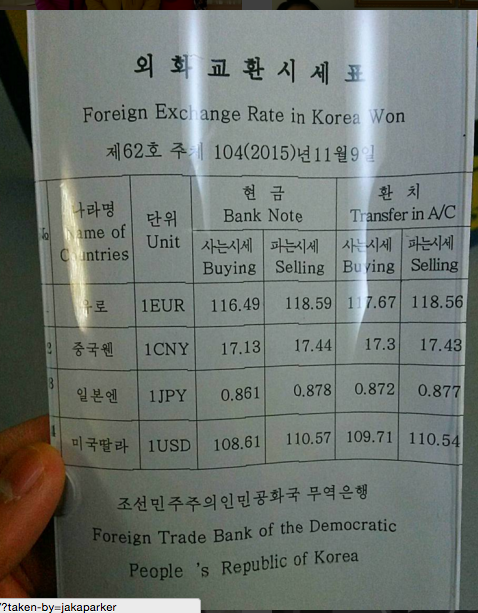 외 화 교 환 시 세 표
Foreign Exchange Rate in Korea Won
제62호 주체 104(2015)년11월9일
No 나라명 Name of Countries 단위 Unit 현 금 Bank Note 환 치 Transfer in A/C
사는시세 Buying 파는시세 Selling 사는시세 Buying 파는시세 Selling
유로 1EUR 116.49 118.59 117.67 118.56
2 중국원 1CNY 17.13 17.44 17.3 17.43
3 일본엔 1JPY 0.861 0.878 0.872 0.877
4 미국딸라 1USD 108.61 110.57 109.71 110.54
조선민주주의인민공화국 무역은행
Foreign Trade Bank of the Democratic
People 's Republic of Korea
/?taken-by=jakaparker